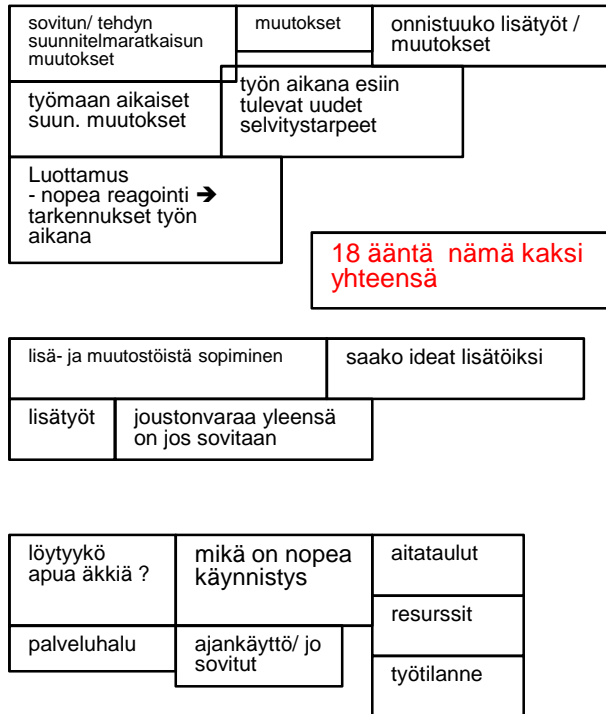 sovitun/ tehdyn
suunnitelmaratkaisun
muutokset
muutokset
onnistuuko lisätyöt /
muutokset
työmaan aikaiset
suun. muutokset
työn aikana esiin
tulevat uudet
selvitystarpeet
Luottamus
- nopea reagointi ➔
tarkennukset työn
aikana
18 ääntä nämä kaksi
yhteensä
lisä- ja muutostöistä sopiminen
saako ideat lisätöiksi
lisätyöt
joustonvaraa yleensä
on jos sovitaan
löytyykö
apua äkkiä ?
mikä on nopea
käynnistys
aitataulut
resurssit
palveluhalu
ajankäyttö/ jo
sovitut
työtilanne